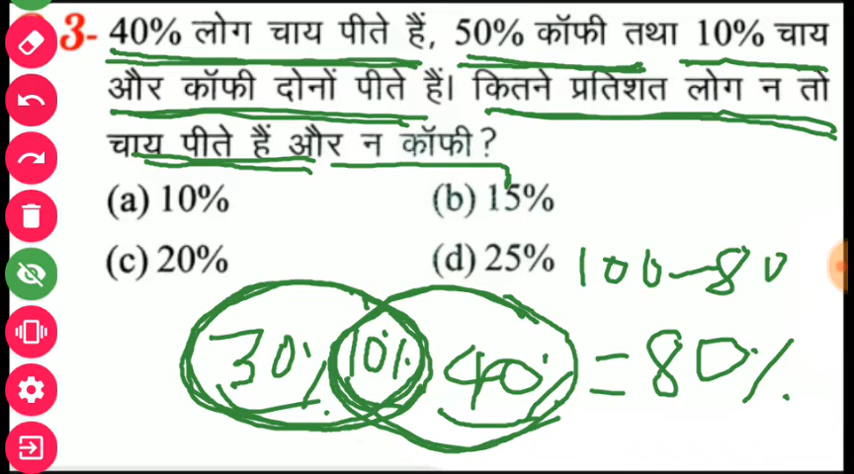 3- 40% लोग चाय पीते हैं, 50% कॉफी तथा 10% चाय
और कॉफी दोनों पीते हैं। कितने प्रतिशत लोग न तो
चाय पीते हैं और न कॉफी?
(a) 10% (b) 15%
(c) 20% (d) 25% 100-80
30% 10% 40 = 80%